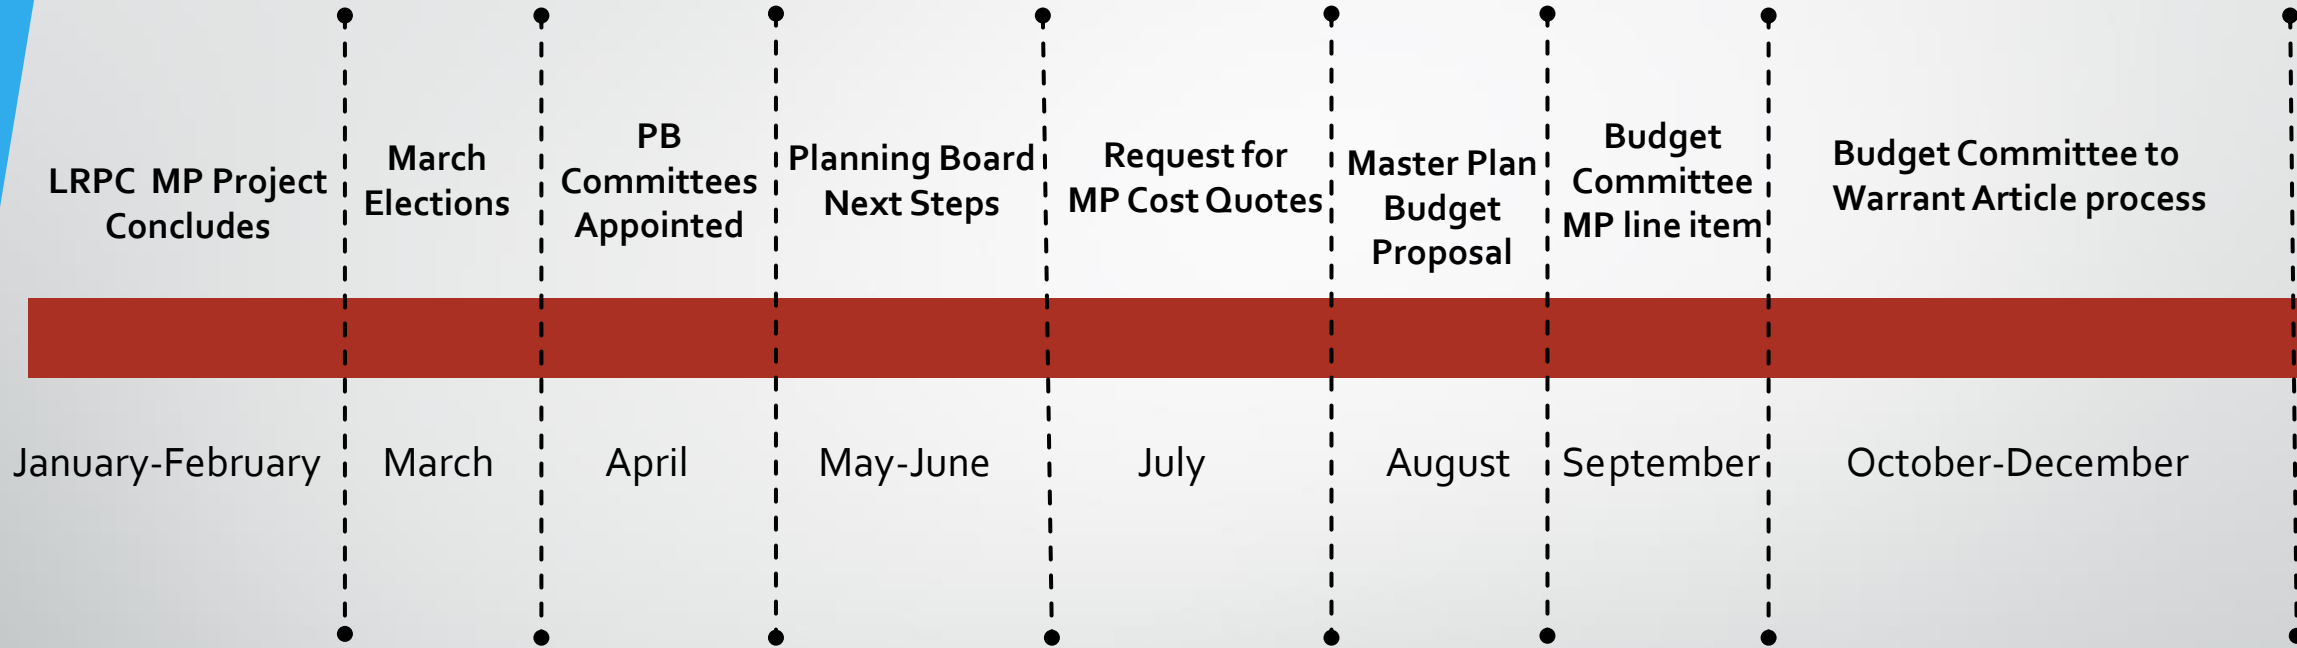 LRPC MP Project
Concludes
March
Elections
PB
Committees
Appointed
Planning Board
Next Steps
Request for
MP Cost Quotes
Master Plan
Budget
Proposal
Budget
Committee
MP line item
Budget Committee to
Warrant Article process
January-February
March
April
May-June
July
August
September
October-December